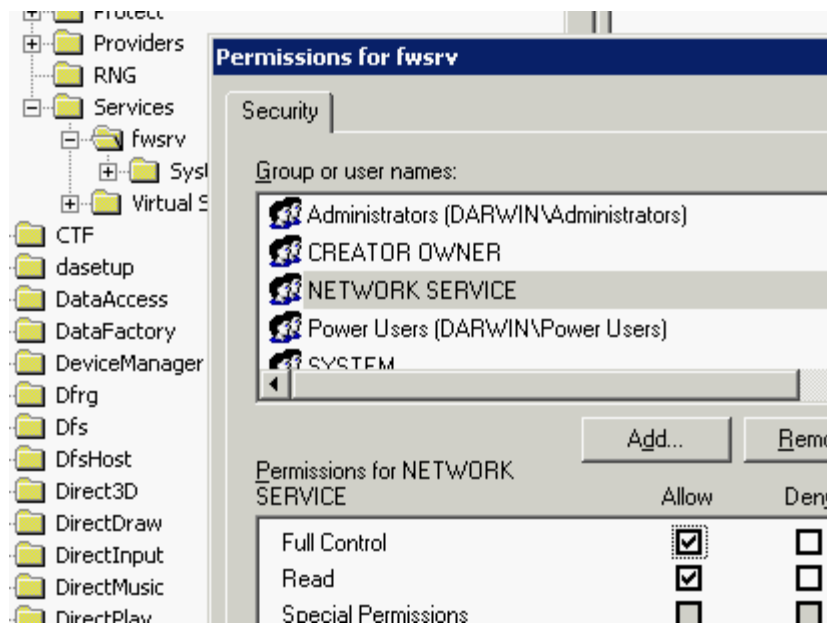 Protect
Providers
RNG
Services
fwsrv
Virtual
CTF
dasetup
DataAccess
DataFactory
DeviceManager
Dfrg
Dfs
DfsHost
Direct3D
DirectDraw
DirectInput
DirectMusic
DirectPlay
Permissions for fwsrv
Security
Group or user names:
Administrators (DARWIN\Administrators)
CREATOR OWNER
NETWORK SERVICE
Power Users (DARWIN\Power Users)
SYSTEM
Add...
Permissions for NETWORK
SERVICE
Allow
Full Control
Read
Special Permissions